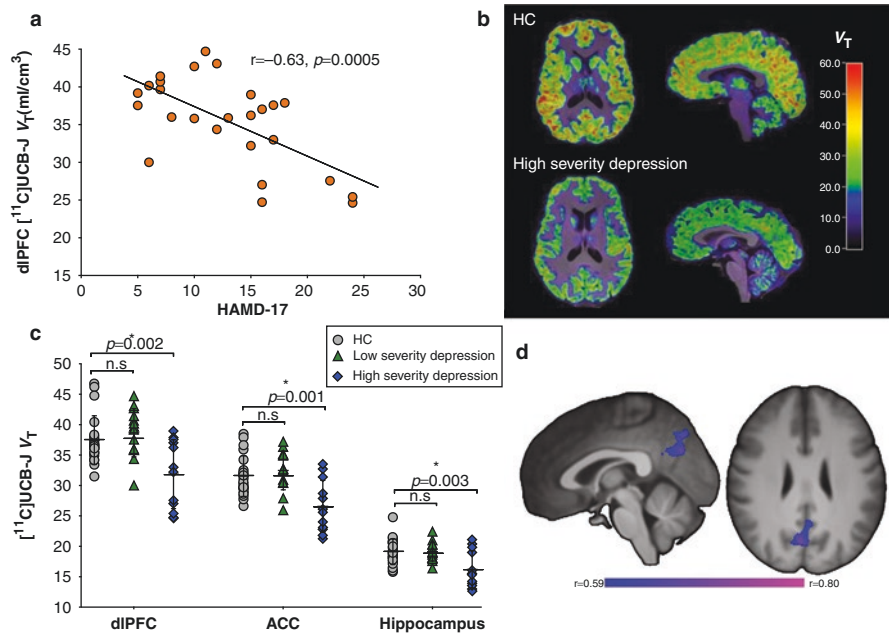 a
dlPFC [¹¹C]UCB-J V_T(ml/cm³)
45
40
35
30
25
20
15
r=−0.63, p=0.0005
0 5 10 15 20 25 30
HAMD-17
b
HC
High severity depression
V_T
60.0
50.0
40.0
30.0
20.0
10.0
0.0
c
HC
Low severity depression
High severity depression
[¹¹C]UCB-J V_T
50
45
40
35
30
25
20
15
10
*
p=0.002
n.s
*
p=0.001
n.s
*
p=0.003
n.s
dlPFC ACC Hippocampus
d
r=0.59 r=0.80